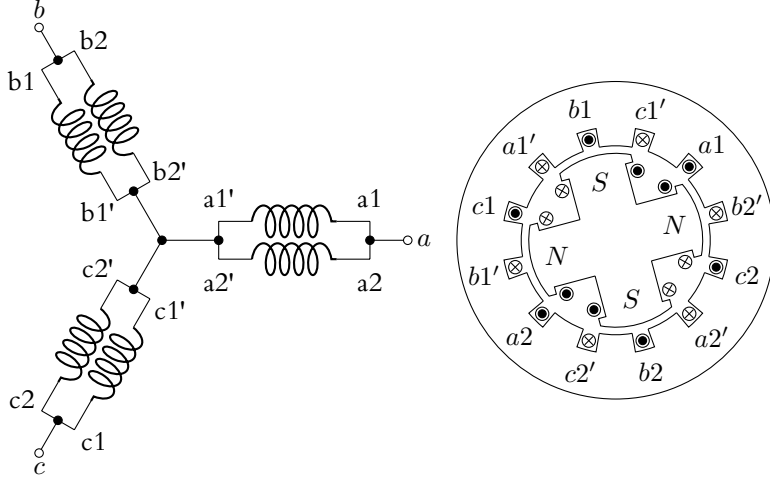 b
b2
b1
b2'
b1'
a1'
a1
a
a2'
a2
c2'
c1'
c2
c1
c
b1
c1′
a1′
a1
S
c1
b2′
N
N
b1′
c2
S
a2
a2′
c2′
b2